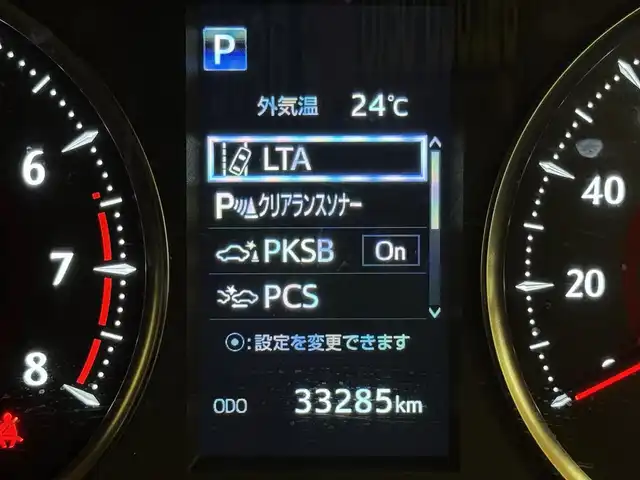 P
外気温 24℃
LTA
Pクリアランスソナー
PKSB On
PCS
:設定を変更できます
ODO 33285km
6
7
8
40
20